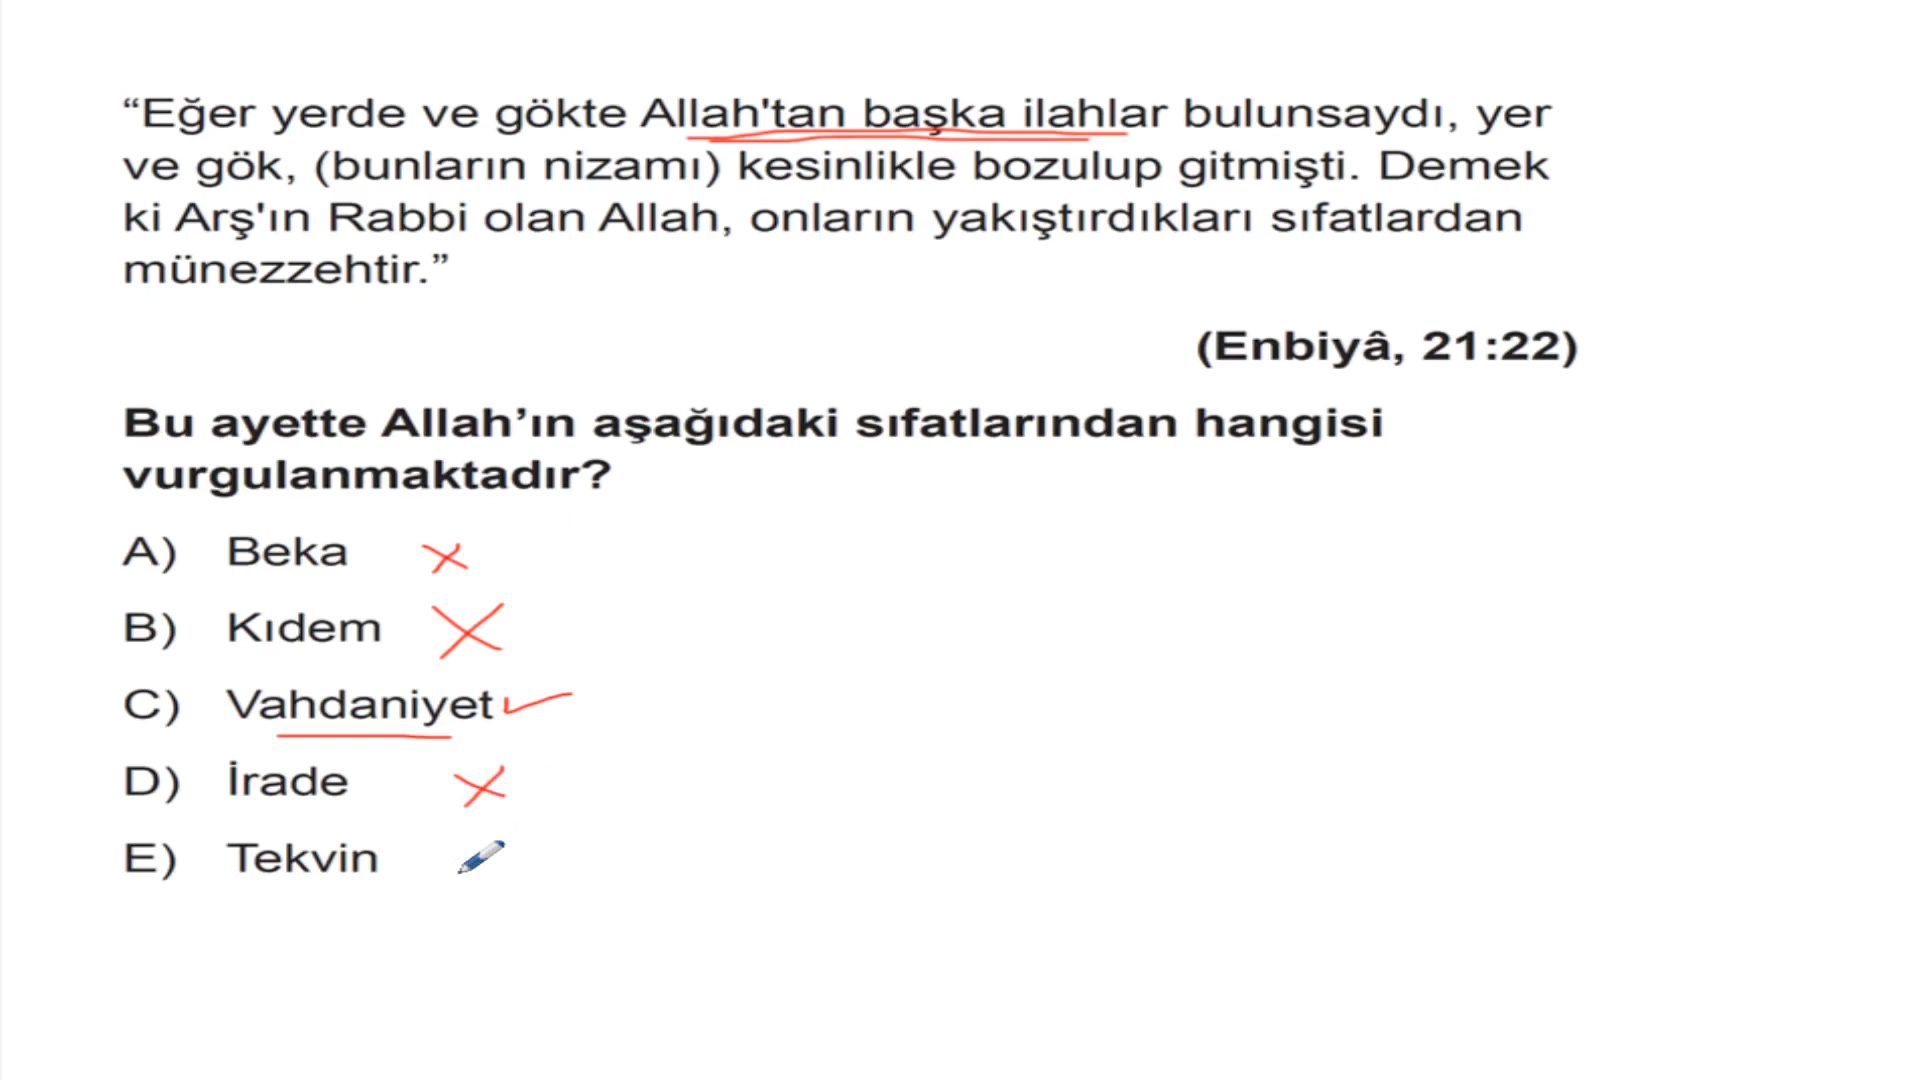 “Eğer yerde ve gökte Allah'tan başka ilahlar bulunsaydı, yer
ve gök, (bunların nizamı) kesinlikle bozulup gitmişti. Demek
ki Arş'ın Rabbi olan Allah, onların yakıştırdıkları sıfatlardan
münezzehtir.”
(Enbiyâ, 21:22)
Bu ayette Allah’ın aşağıdaki sıfatlarından hangisi
vurgulanmaktadır?
A) Beka
B) Kıdem
C) Vahdaniyet
D) İrade
E) Tekvin